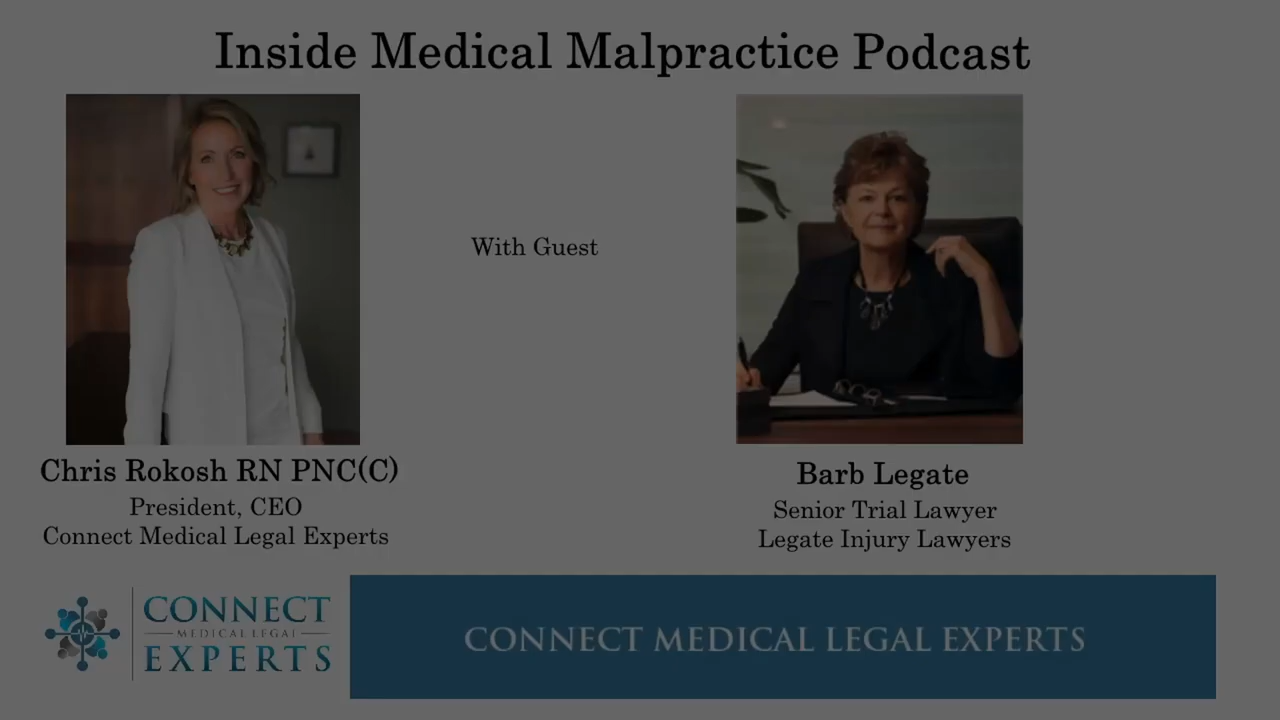 Inside Medical Malpractice Podcast
With Guest
Chris Rokosh RN PNC(C)
President, CEO
Connect Medical Legal Experts
Barb Legate
Senior Trial Lawyer
Legate Injury Lawyers
CONNECT
MEDICAL LEGAL
EXPERTS
CONNECT MEDICAL LEGAL EXPERTS